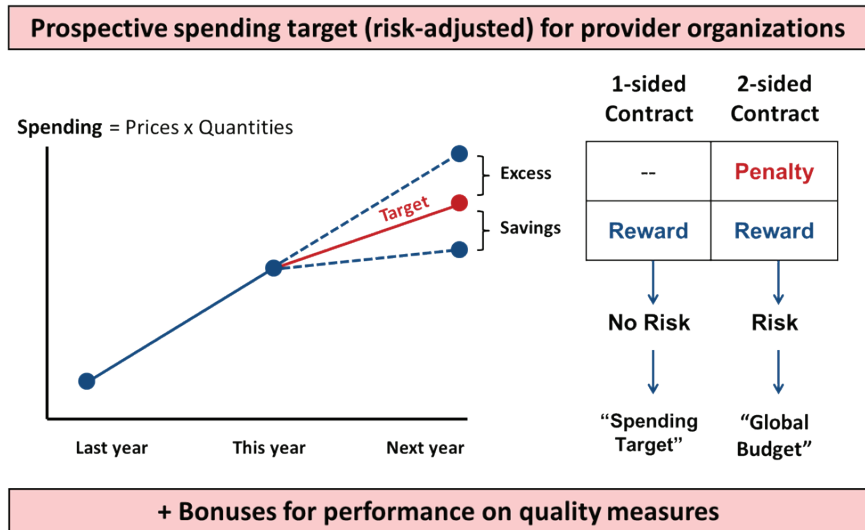 Prospective spending target (risk-adjusted) for provider organizations
Spending = Prices x Quantities
Target
Excess
Savings
Last year
This year
Next year
1-sided
Contract
2-sided
Contract
--
Penalty
Reward
Reward
No Risk
Risk
“Spending
Target”
“Global
Budget”
+ Bonuses for performance on quality measures